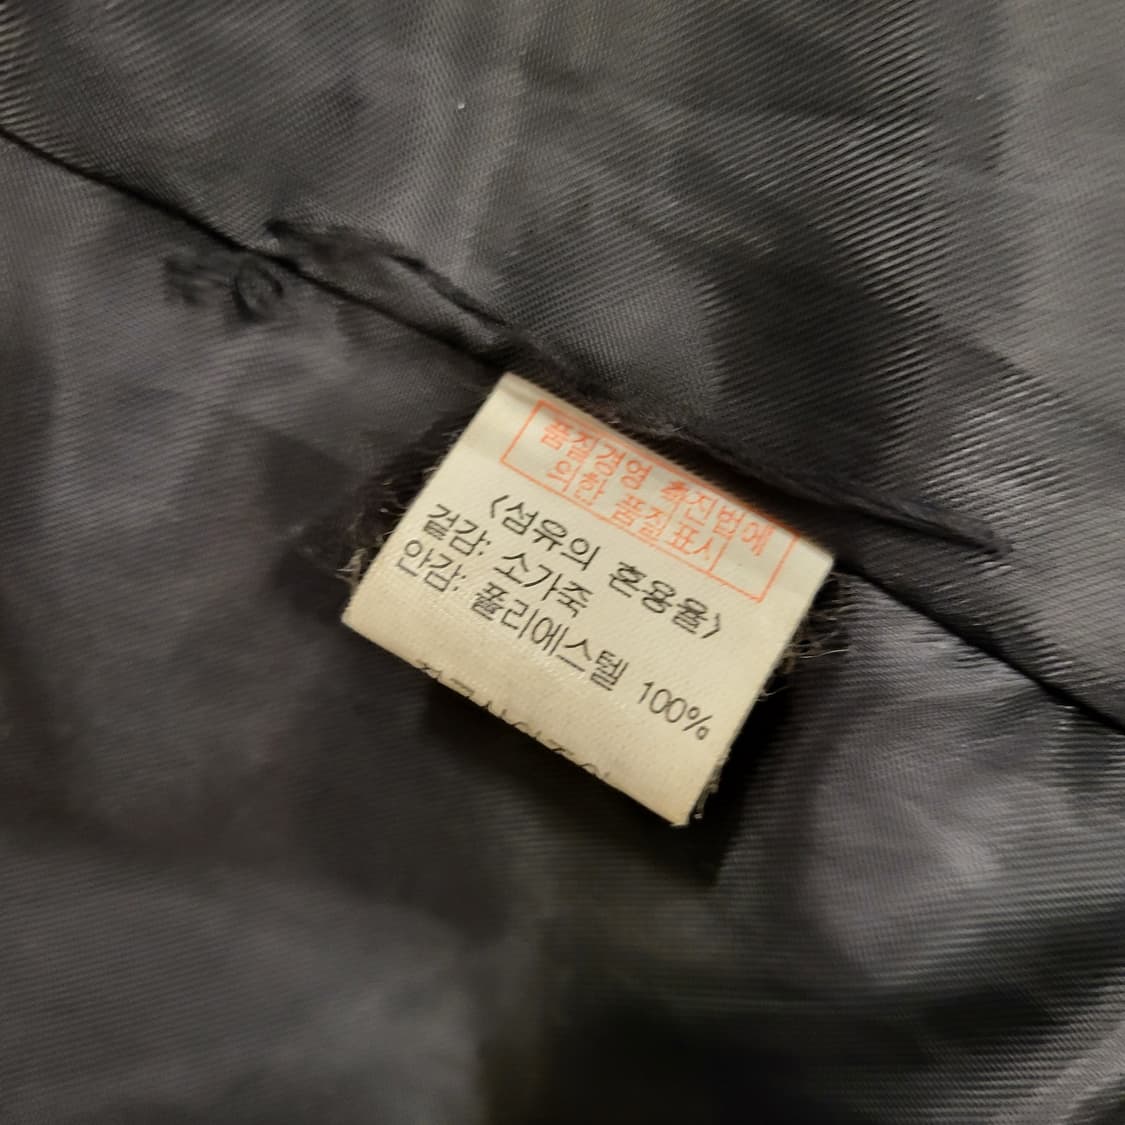 품질경영 촉진법에
의한 품질표시
<섬유의 혼용율>
겉감: 소가죽
안감: 폴리에스텔 100%